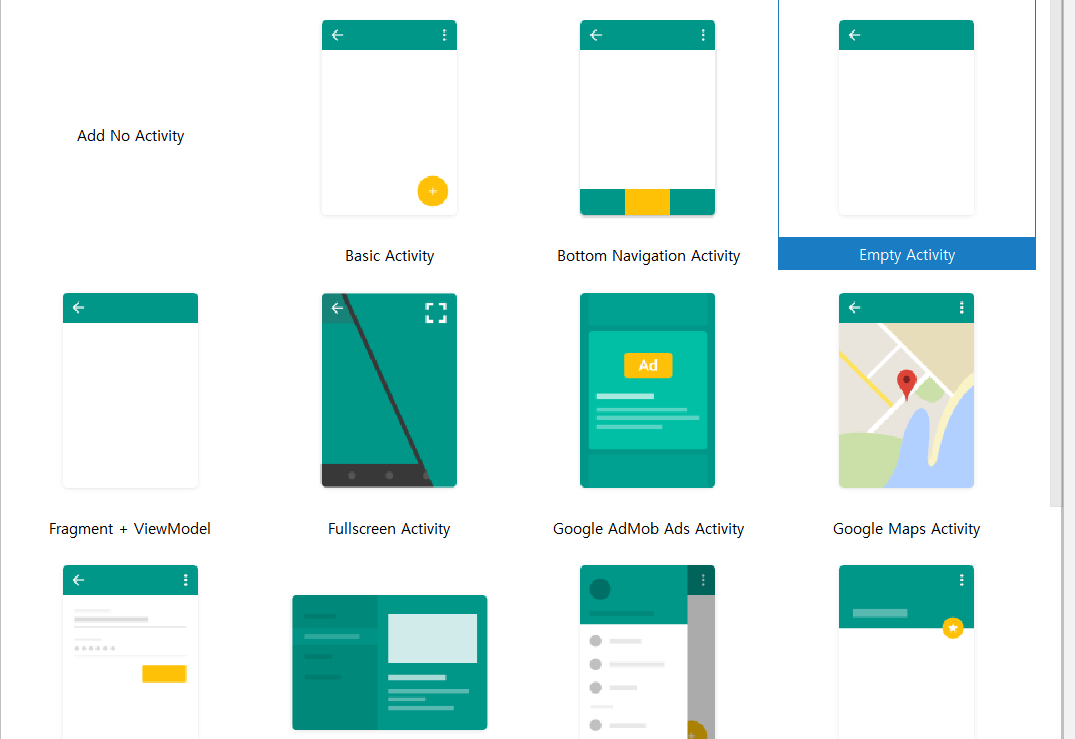 Add No Activity
Basic Activity
Bottom Navigation Activity
Empty Activity
Fragment + ViewModel
Fullscreen Activity
Ad
Google AdMob Ads Activity
Google Maps Activity